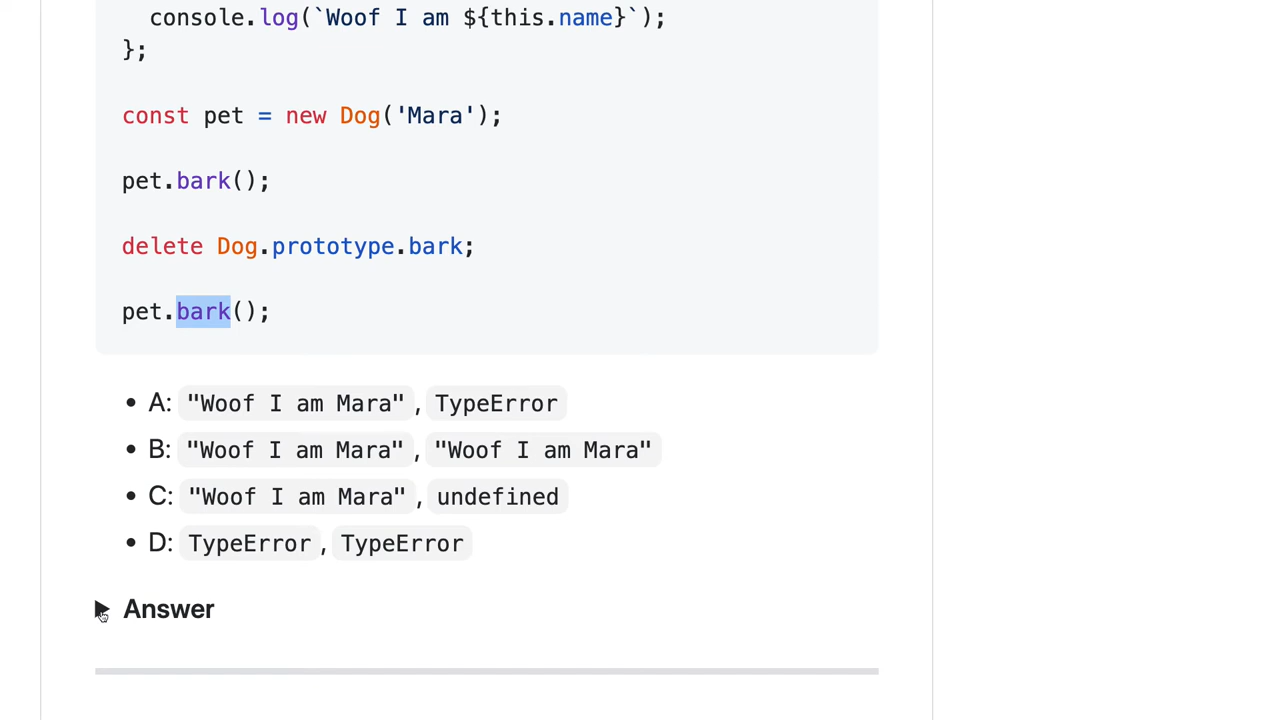 console.log(`Woof I am ${this.name}`);
};
const pet = new Dog('Mara');
pet.bark();
delete Dog.prototype.bark;
pet.bark();
• A: "Woof I am Mara", TypeError
• B: "Woof I am Mara", "Woof I am Mara"
• C: "Woof I am Mara", undefined
• D: TypeError, TypeError
Answer